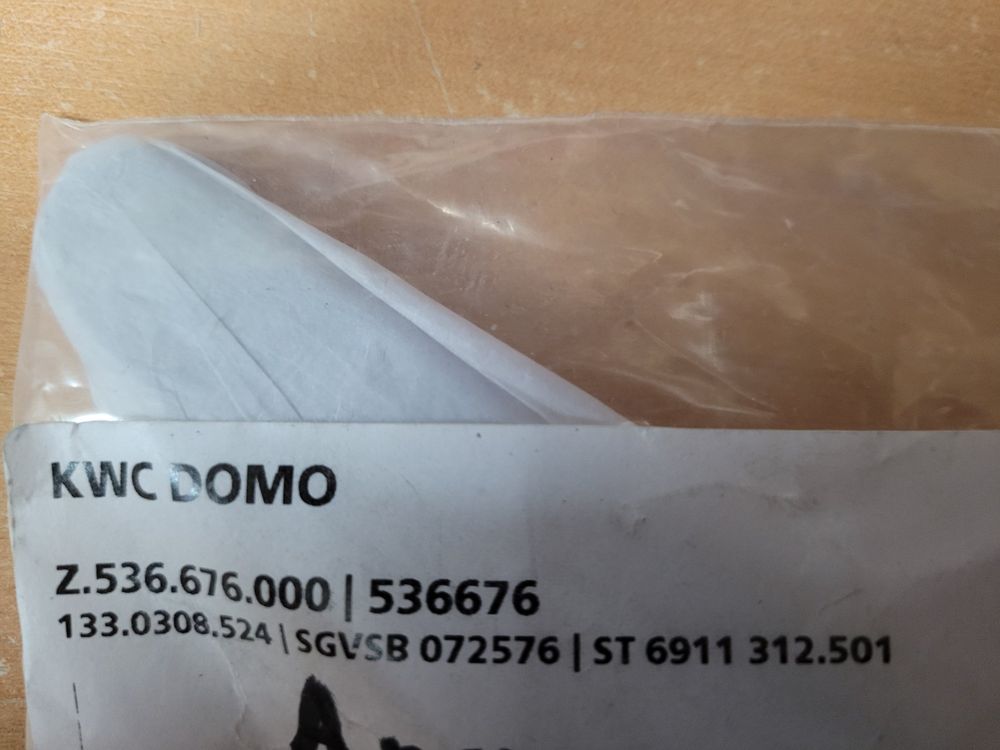 KWC DOMO
Z.536.676.000 | 536676
133.0308.524 | SGVSB 072576 | ST 6911 312.501